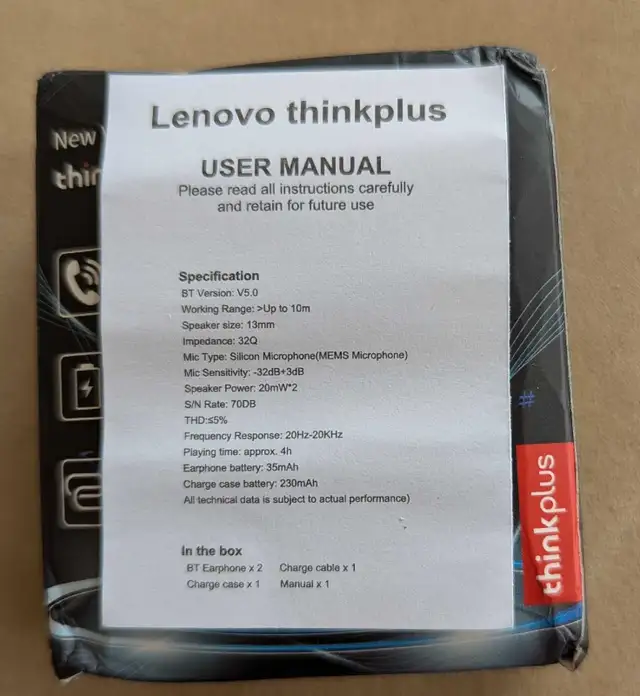 Lenovo thinkplus
USER MANUAL
Please read all instructions carefully
and retain for future use
Specification
BT Version: V5.0
Working Range: >Up to 10m
Speaker size: 13mm
Impedance: 32Q
Mic Type: Silicon Microphone(MEMS Microphone)
Mic Sensitivity: -32dB+3dB
Speaker Power: 20mW*2
S/N Rate: 70DB
THD:≤5%
Frequency Response: 20Hz-20KHz
Playing time: approx. 4h
Earphone battery: 35mAh
Charge case battery: 230mAh
All technical data is subject to actual performance)
In the box
BT Earphone x 2 Charge cable x 1
Charge case x 1 Manual x 1
New
thin
#
thinkplus